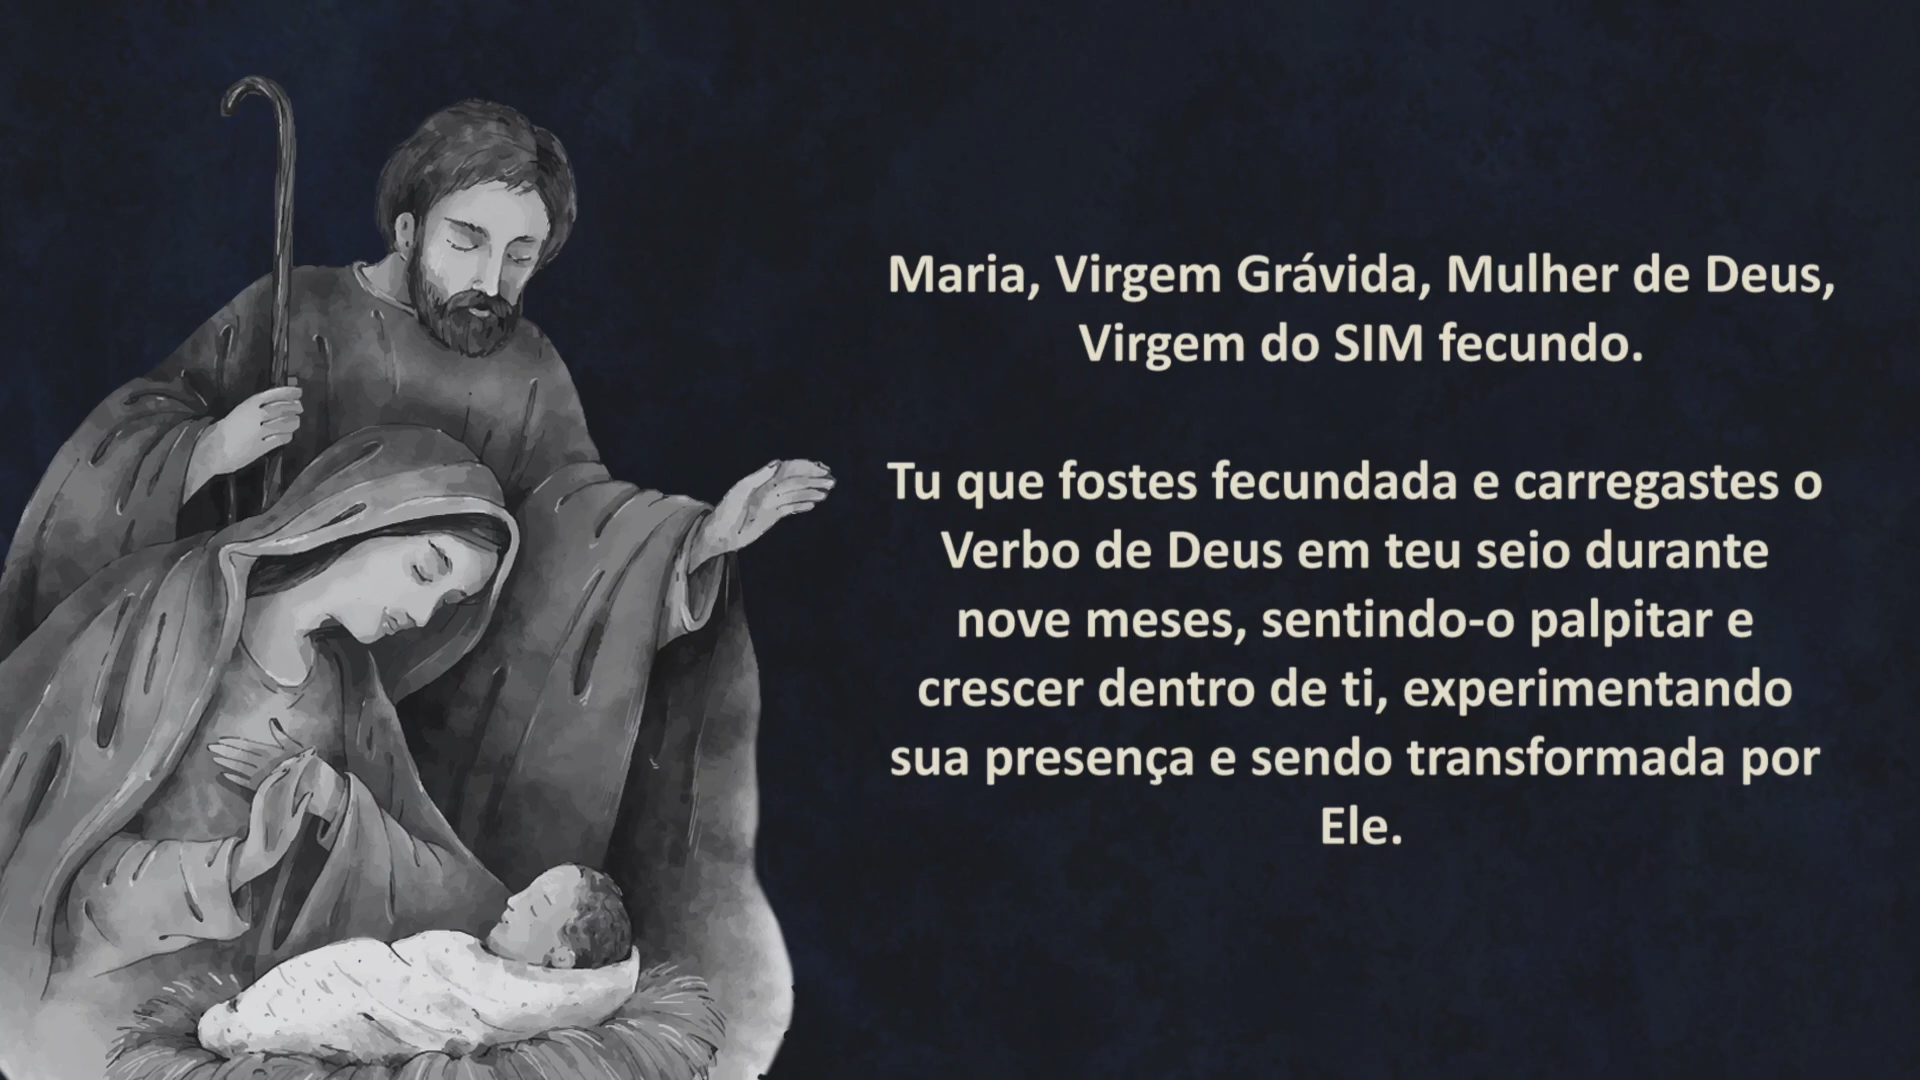 Maria, Virgem Grávida, Mulher de Deus,
Virgem do SIM fecundo.
Tu que fostes fecundada e carregastes o
Verbo de Deus em teu seio durante
nove meses, sentindo-o palpitar e
crescer dentro de ti, experimentando
sua presença e sendo transformada por
Ele.